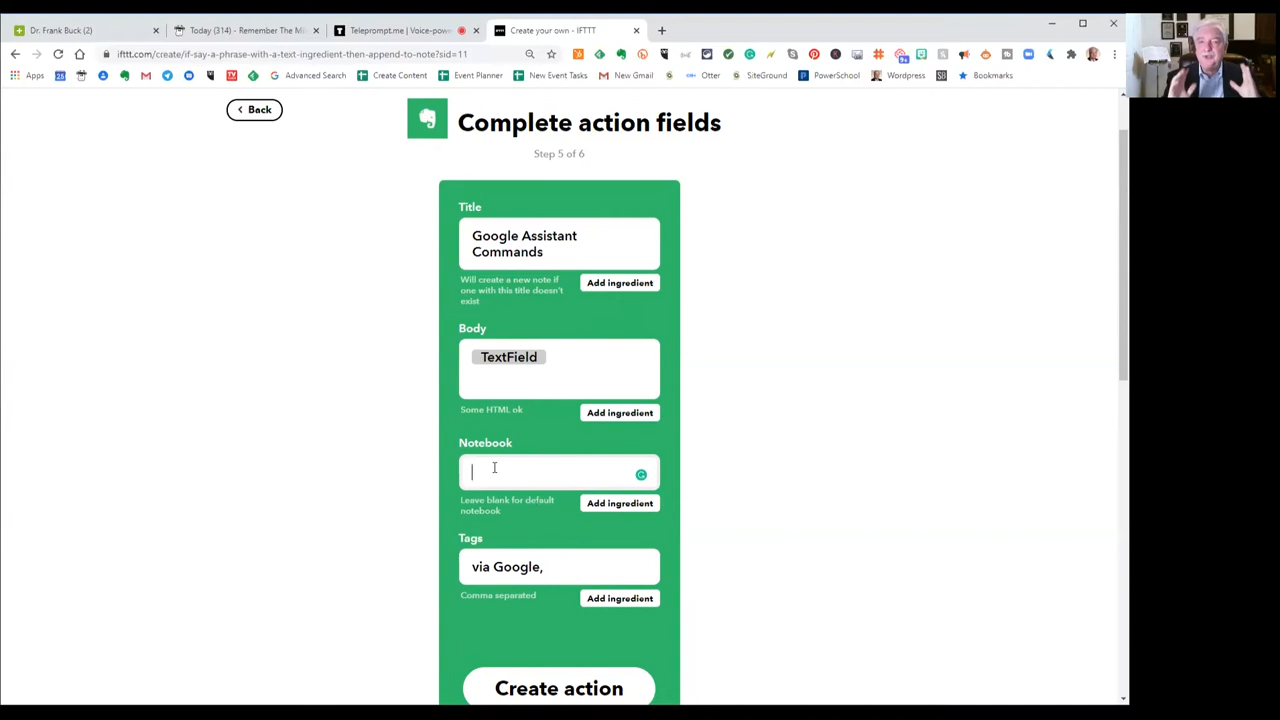 Dr. Frank Buck (2)
Today (314) - Remember The Mi
Teleprompt.me | Voice-power
Create your own - IFTTT
ifttt.com/create/if-say-a-phrase-with-a-text-ingredient-then-append-to-note?sid=11
9+
Apps
Advanced Search
Create Content
Event Planner
New Event Tasks
New Gmail
Otter
SiteGround
PowerSchool
Wordpress
Bookmarks
Back
Complete action fields
Step 5 of 6
Title
Google Assistant
Commands
Will create a new note if
one with this title doesn't
exist
Add ingredient
Body
TextField
Some HTML ok
Add ingredient
Notebook
Leave blank for default
notebook
Add ingredient
Tags
via Google,
Comma separated
Add ingredient
Create action